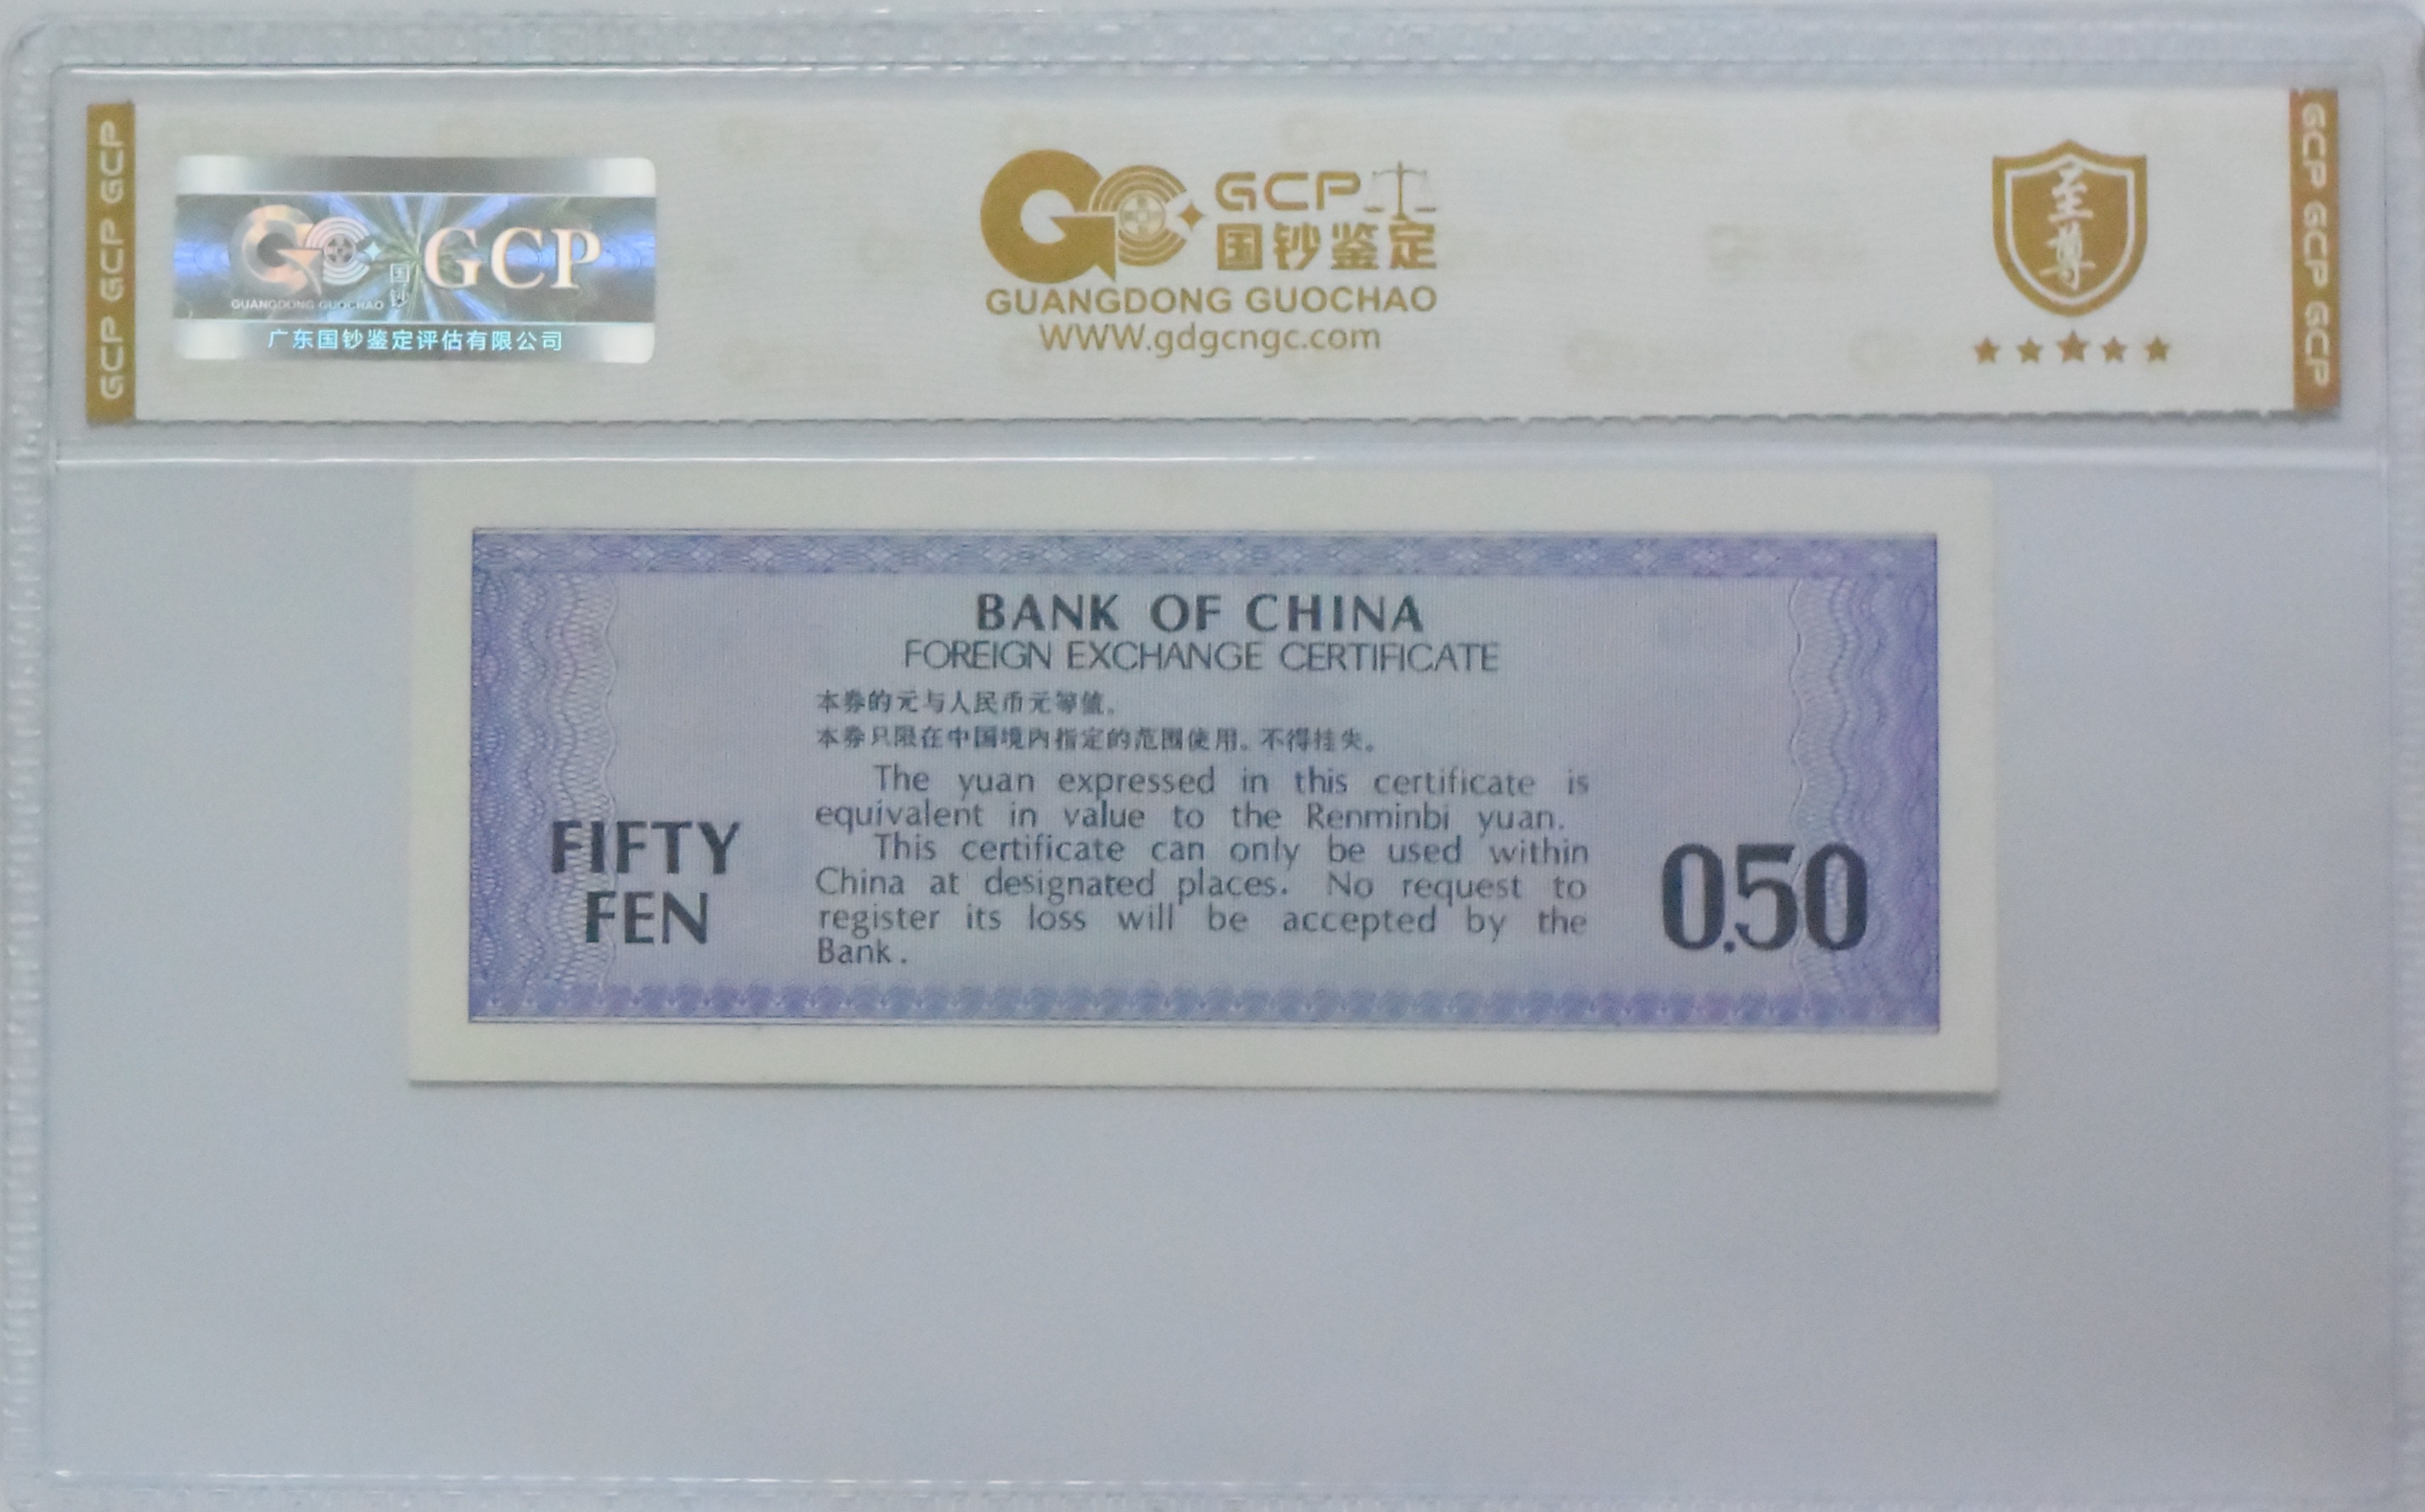 GCP GCP GCP
GUANGDONG GUOCHAO
国钞
GCP
广东国钞鉴定评估有限公司
GCP
国钞鉴定
GUANGDONG GUOCHAO
WWW.gdgcngc.com
至尊
GCP GCP GCP
BANK OF CHINA
FOREIGN EXCHANGE CERTIFICATE
本券的元与人民币元等值。
本券只限在中国境内指定的范围使用。不得挂失。
The yuan expressed in this certificate is
equivalent in value to the Renminbi yuan.
This certificate can only be used within
China at designated places. No request to
register its loss will be accepted by the
Bank.
FIFTY
FEN
0.50